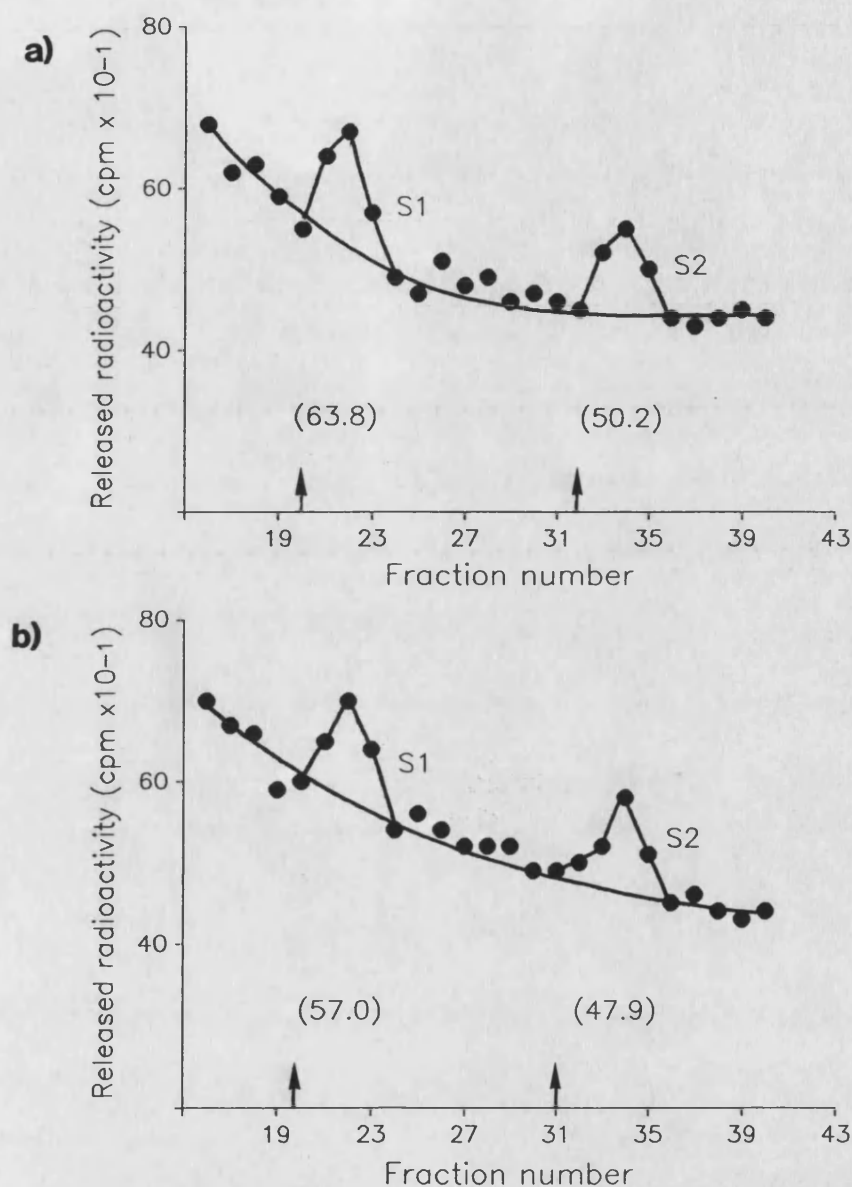 a)
Released radioactivity (cpm x 10-1)
80
60
40
S1
S2
(63.8)
(50.2)
19 23 27 31 35 39 43
Fraction number
b)
Released radioactivity (cpm x10-1)
80
60
40
S1
S2
(57.0)
(47.9)
19 23 27 31 35 39 43
Fraction number